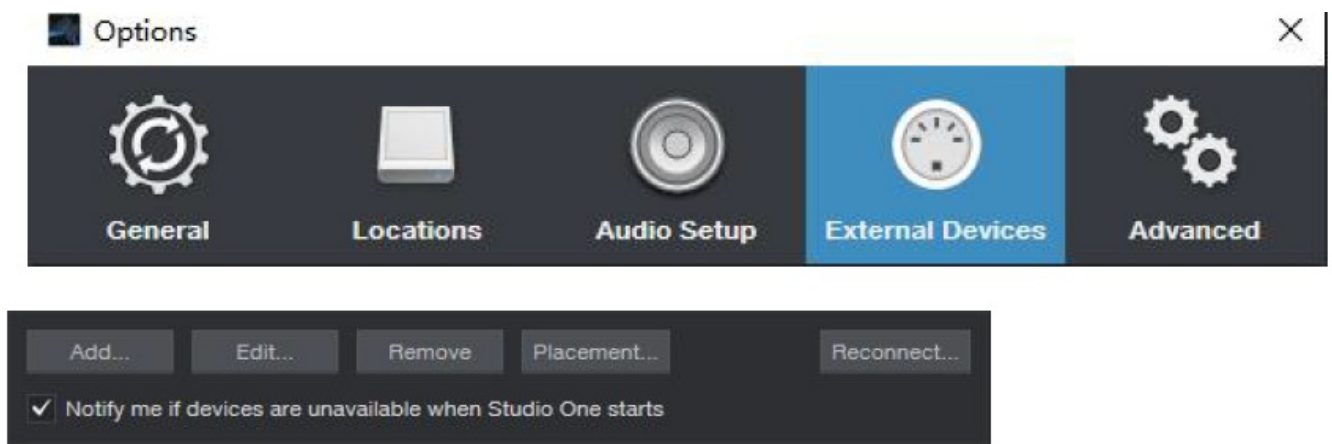 Options
General Locations Audio Setup External Devices Advanced
Add... Edit... Remove Placement... Reconnect...
Notify me if devices are unavailable when Studio One starts